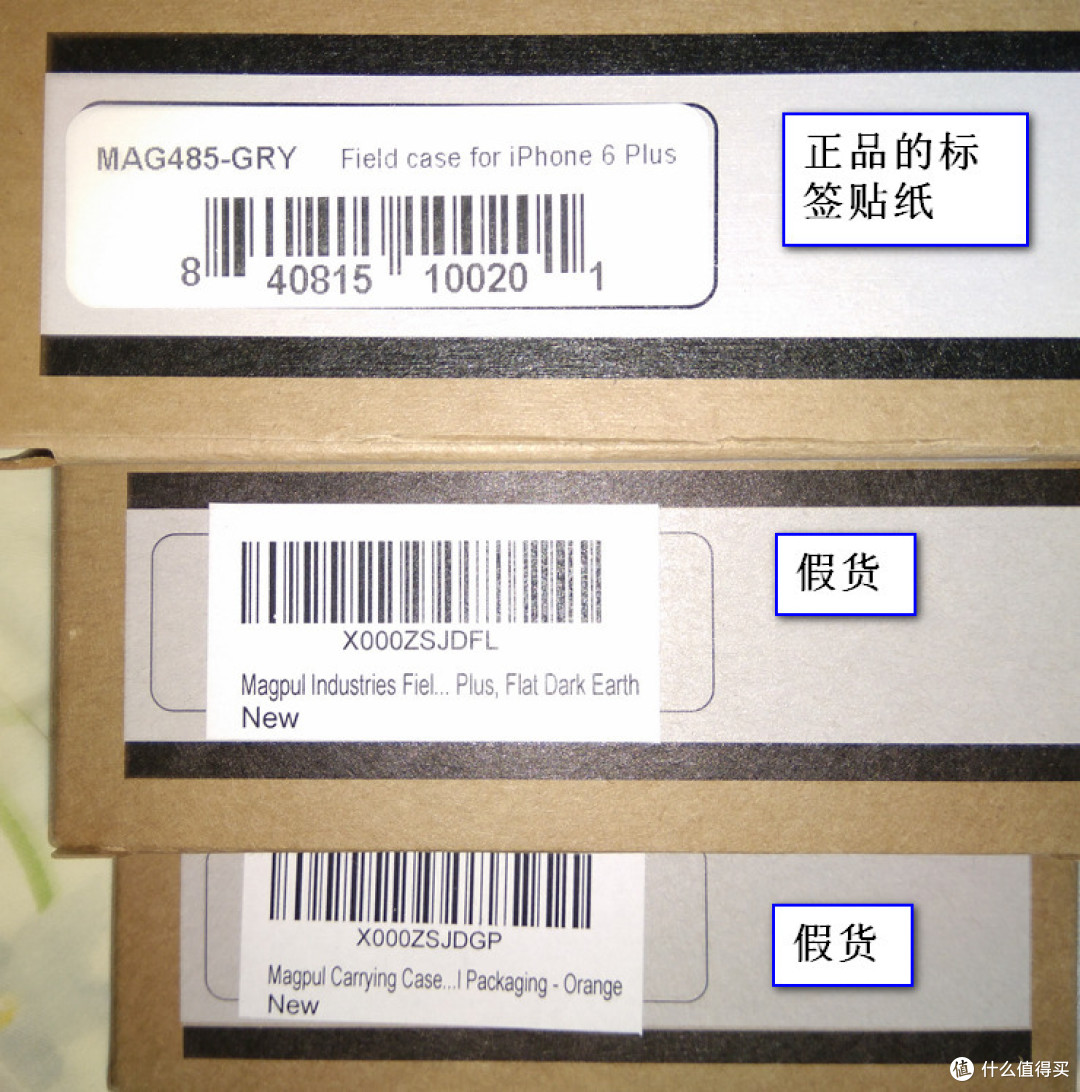 MAG485-GRY Field case for iPhone 6 Plus
8 40815 10020 1
正品的标
签贴纸
X000ZSJDFL
Magpul Industries Fiel... Plus, Flat Dark Earth
New
假货
X000ZSJDGP
Magpul Carrying Case...l Packaging - Orange
New
假货
值 什么值得买